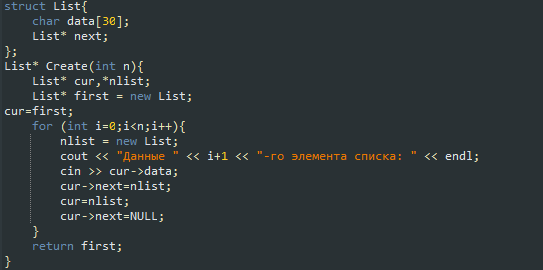 struct List{
    char data[30];
    List* next;
};
List* Create(int n){
    List* cur,*nlist;
    List* first = new List;
cur=first;
    for (int i=0;i<n;i++){
        nlist = new List;
        cout << "Данные " << i+1 << "-го элемента списка: " << endl;
        cin >> cur->data;
        cur->next=nlist;
        cur=nlist;
        cur->next=NULL;
    }
    return first;
}